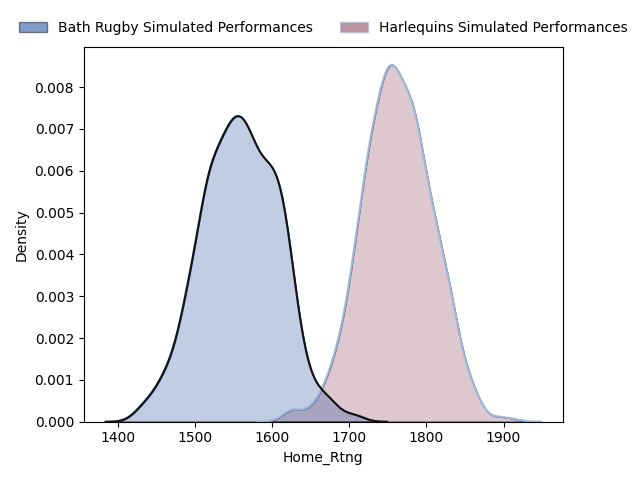 Bath Rugby Simulated Performances Harlequins Simulated Performances
0.008
0.007
0.006
0.005
0.004
0.003
0.002
0.001
0.000
Density
1400 1500 1600 1700 1800 1900
Home_Rtng